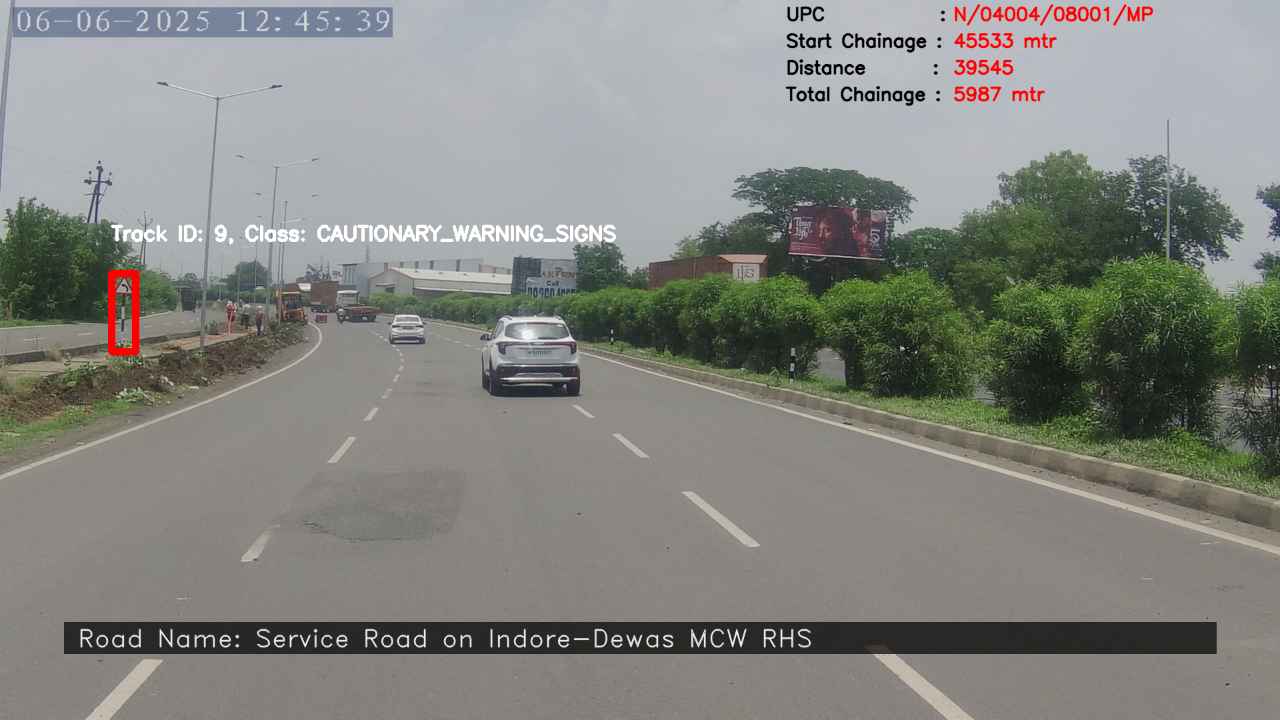 06-06-2025 12:45:39
UPC : N/04004/08001/MP
Start Chainage : 45533 mtr
Distance : 39545
Total Chainage : 5987 mtr
Track ID: 9, Class: CAUTIONARY_WARNING_SIGNS
Call
Road Name: Service Road on Indore-Dewas MCW RHS